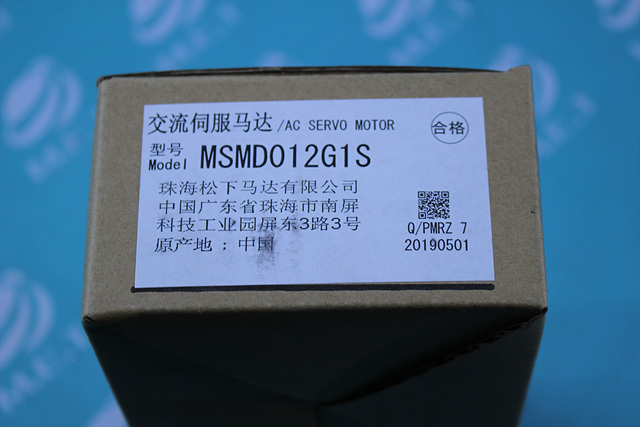 交流伺服马达/AC SERVO MOTOR
合格
型号
Model MSMD012G1S
珠海松下马达有限公司
中国广东省珠海市南屏
科技工业园屏东3路3号
原产地：中国
Q/PMRZ 7
20190501